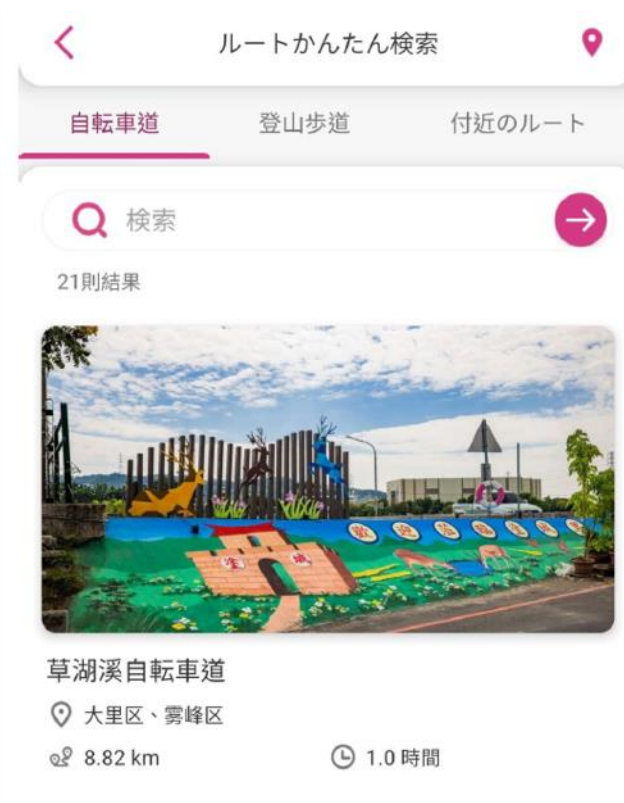 ルートかんたん検索
自転車道
登山歩道
付近のルート
検索
21則結果
草湖溪自転車道
大里区、雰峰区
8.82 km
1.0 時間